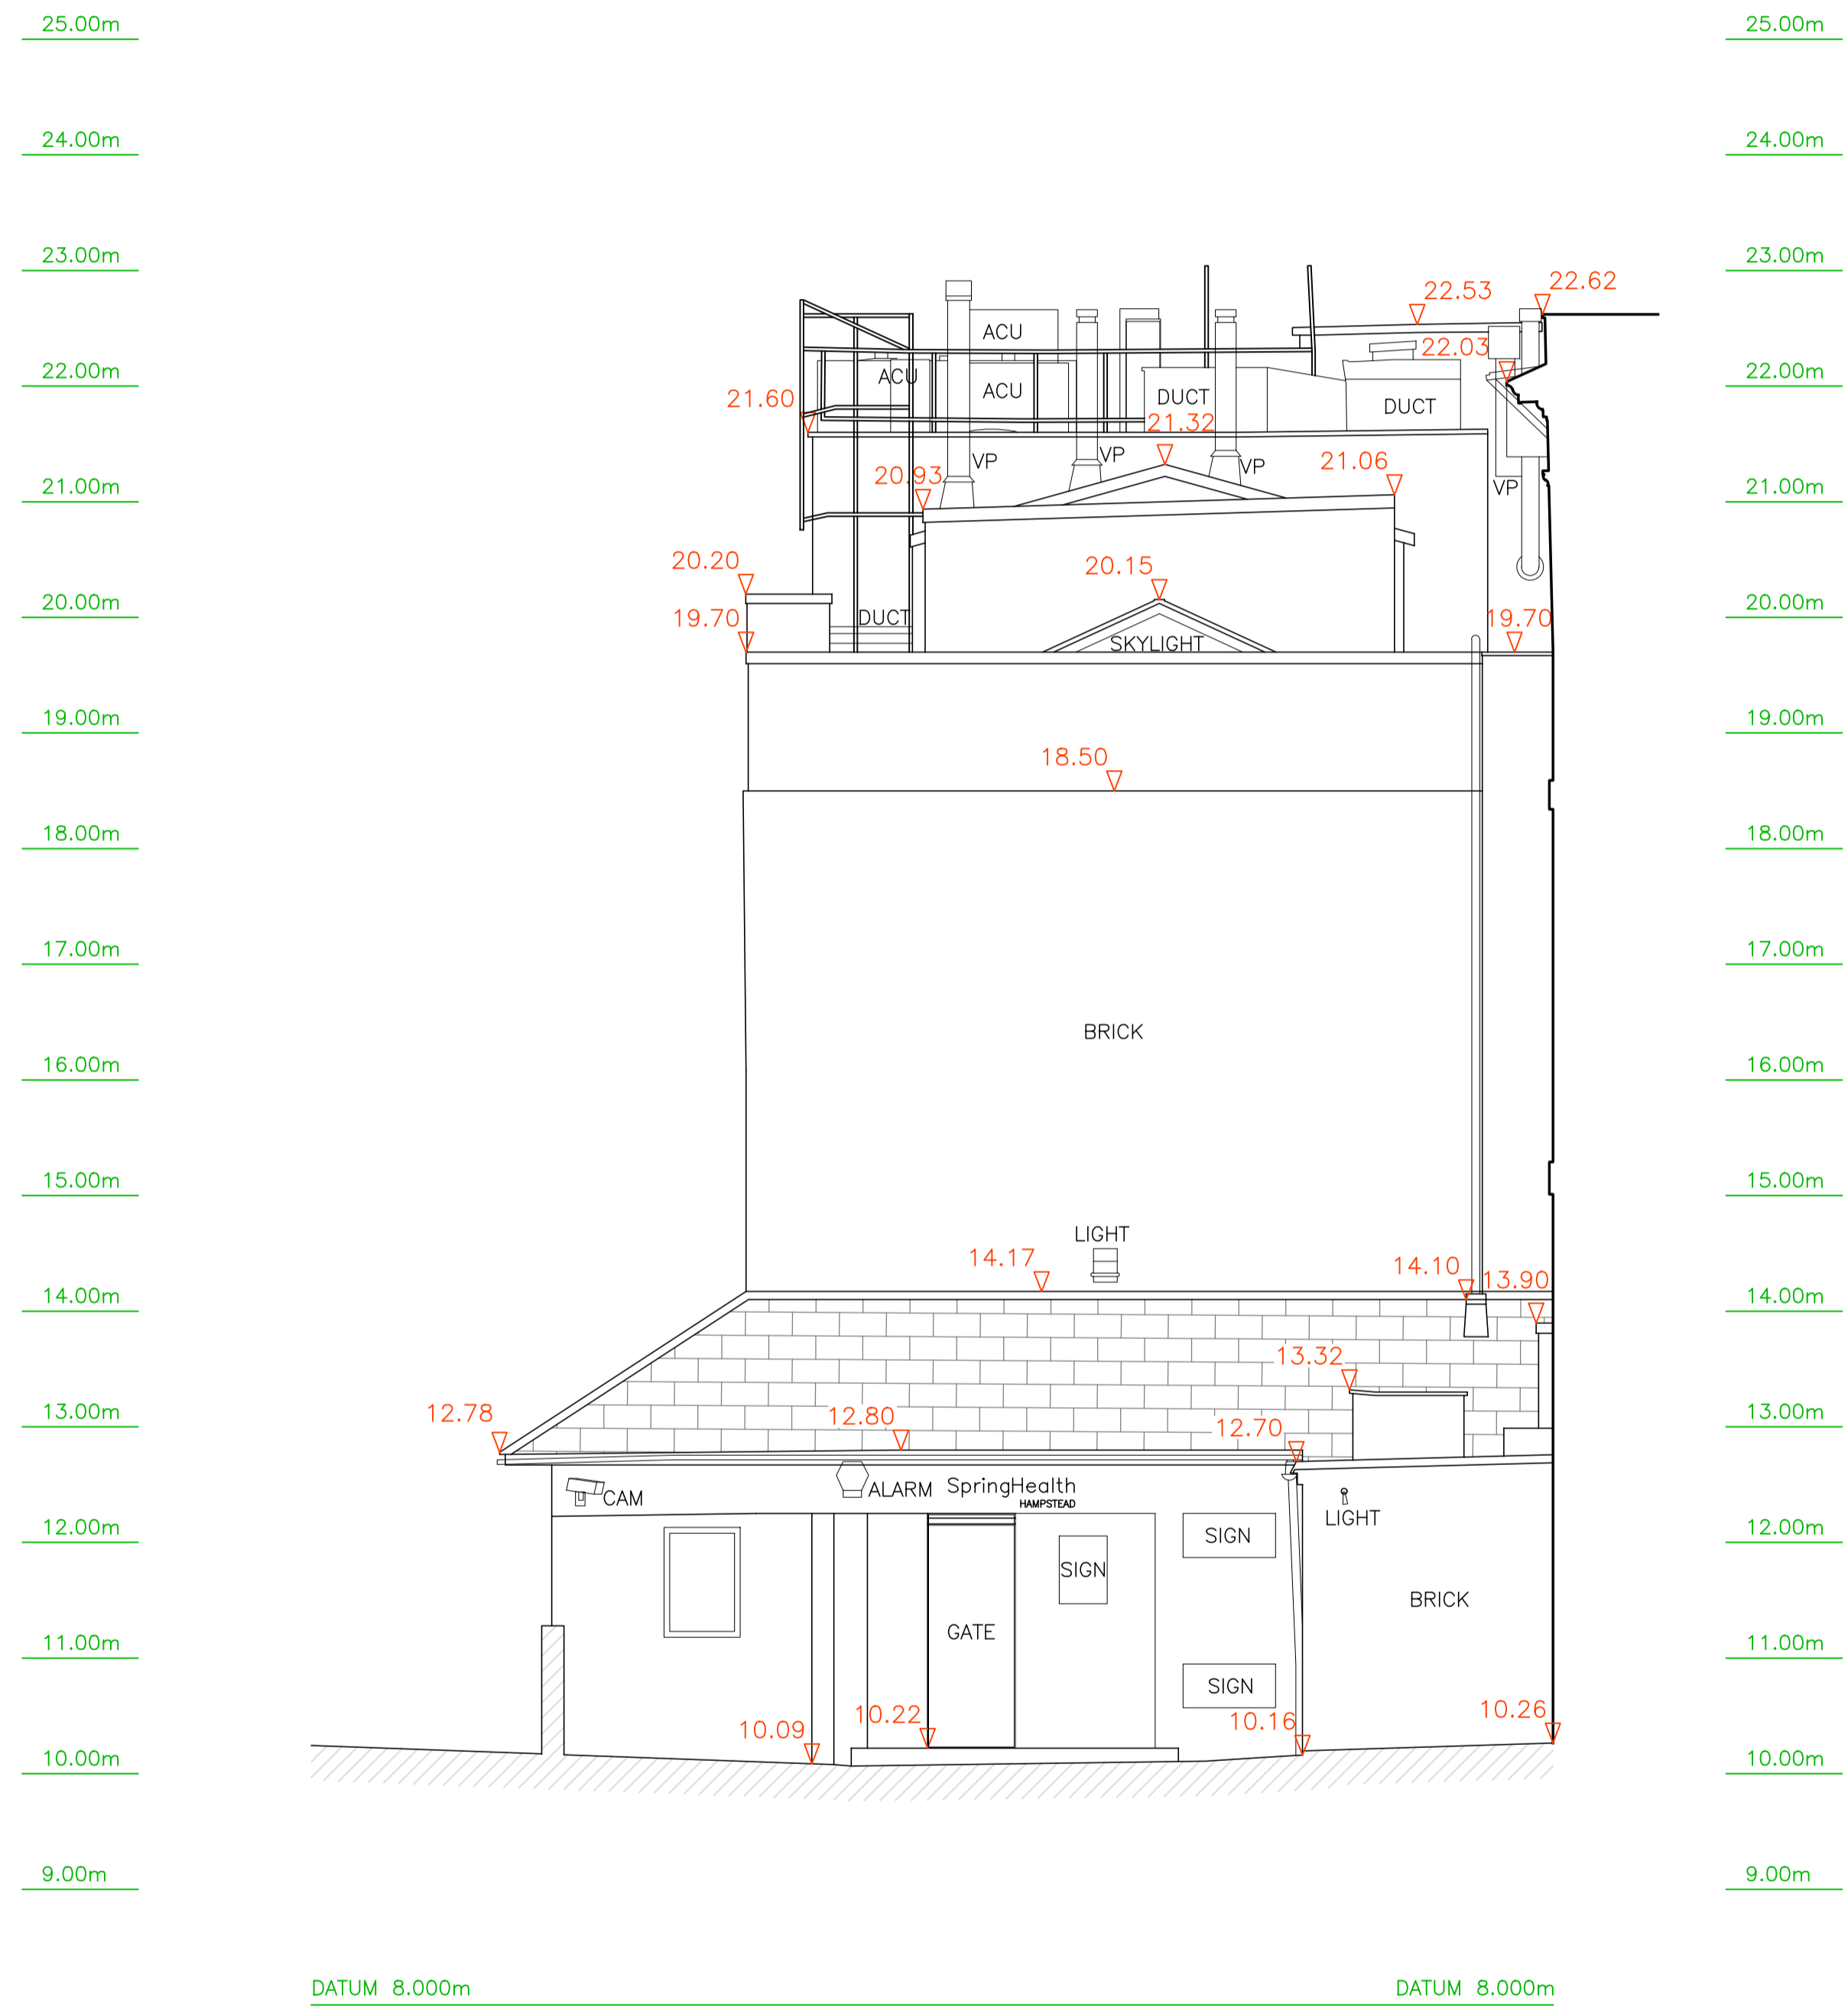 25.00m 25.00m
24.00m 24.00m
23.00m 23.00m
22.53 22.62
ACU
22.03
22.00m ACU ACU 22.00m
21.60 DUCT DUCT
21.32
VP VP VP
20.93 21.06
21.00m VP 21.00m
20.20 20.15
20.00m 20.00m
19.70 DUCT 19.70
SKYLIGHT
19.00m 19.00m
18.50
18.00m 18.00m
17.00m 17.00m
BRICK
16.00m 16.00m
15.00m 15.00m
LIGHT
14.17 14.10 13.90
14.00m 14.00m
13.32
12.78 12.80 12.70
13.00m 13.00m
CAM ALARM SpringHealth
HAMPSTEAD
LIGHT
12.00m SIGN 12.00m
SIGN
BRICK
11.00m GATE 11.00m
SIGN
10.09 10.22 10.16 10.26
10.00m 10.00m
9.00m 9.00m
DATUM 8.000m DATUM 8.000m